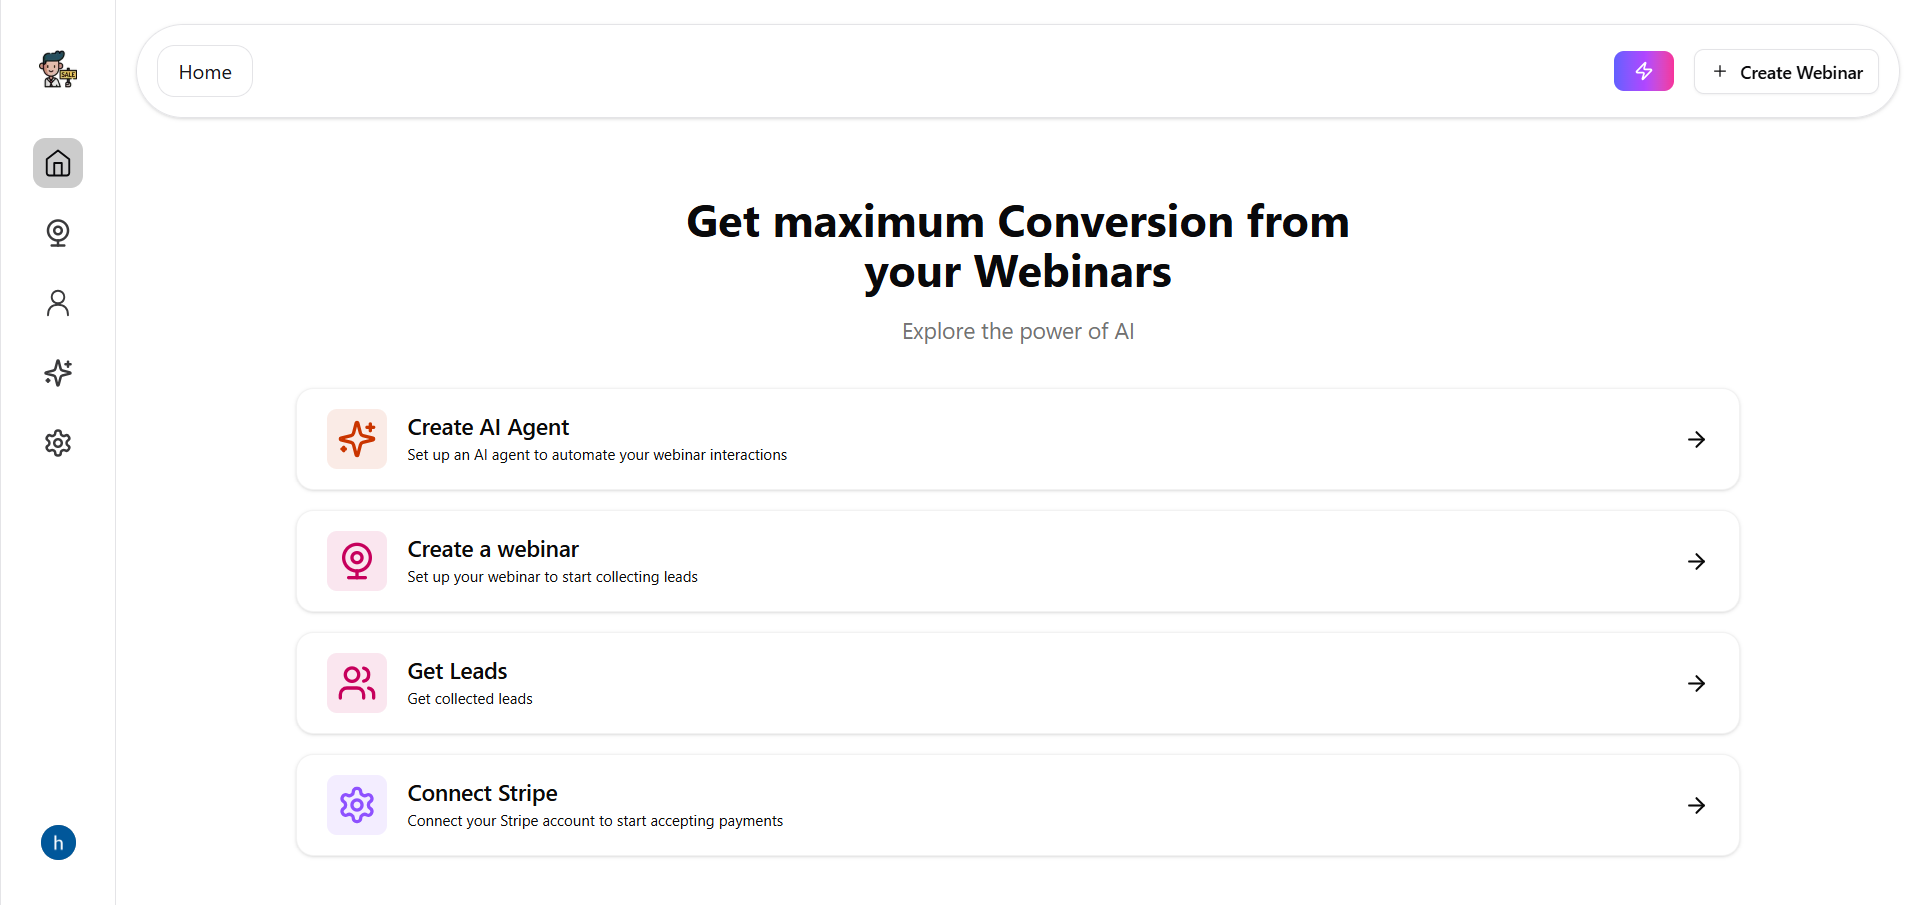 SALE
Home
Create Webinar
Get maximum Conversion from
your Webinars
Explore the power of AI
Create AI Agent
Set up an AI agent to automate your webinar interactions
Create a webinar
Set up your webinar to start collecting leads
Get Leads
Get collected leads
Connect Stripe
Connect your Stripe account to start accepting payments
h